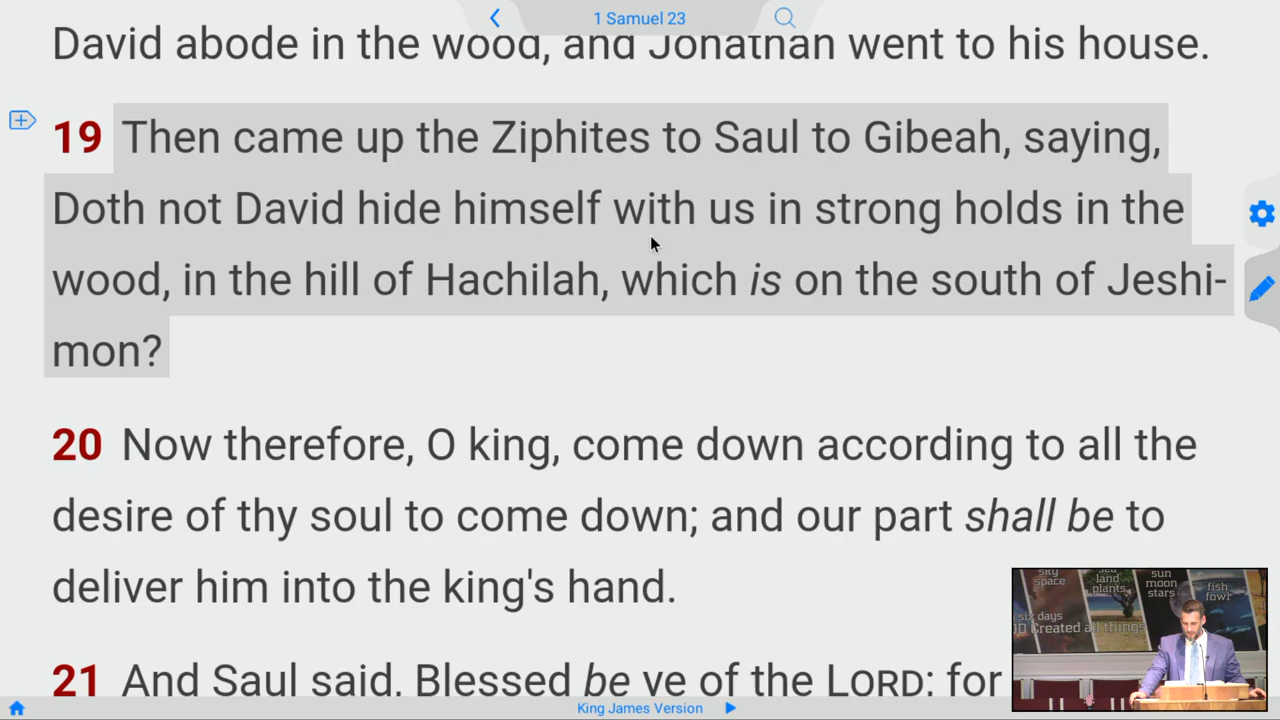 1 Samuel 23
David abode in the wood, and Jonathan went to his house.
19 Then came up the Ziphites to Saul to Gibeah, saying,
Doth not David hide himself with us in strong holds in the
wood, in the hill of Hachilah, which is on the south of Jeshi-
mon?
20 Now therefore, O king, come down according to all the
desire of thy soul to come down; and our part shall be to
deliver him into the king's hand.
21 And Saul said, Blessed be ye of the LORD: for
sky
space
sea
land
plants
sun
moon
stars
fish
fowl
six days
OD Created all things
King James Version